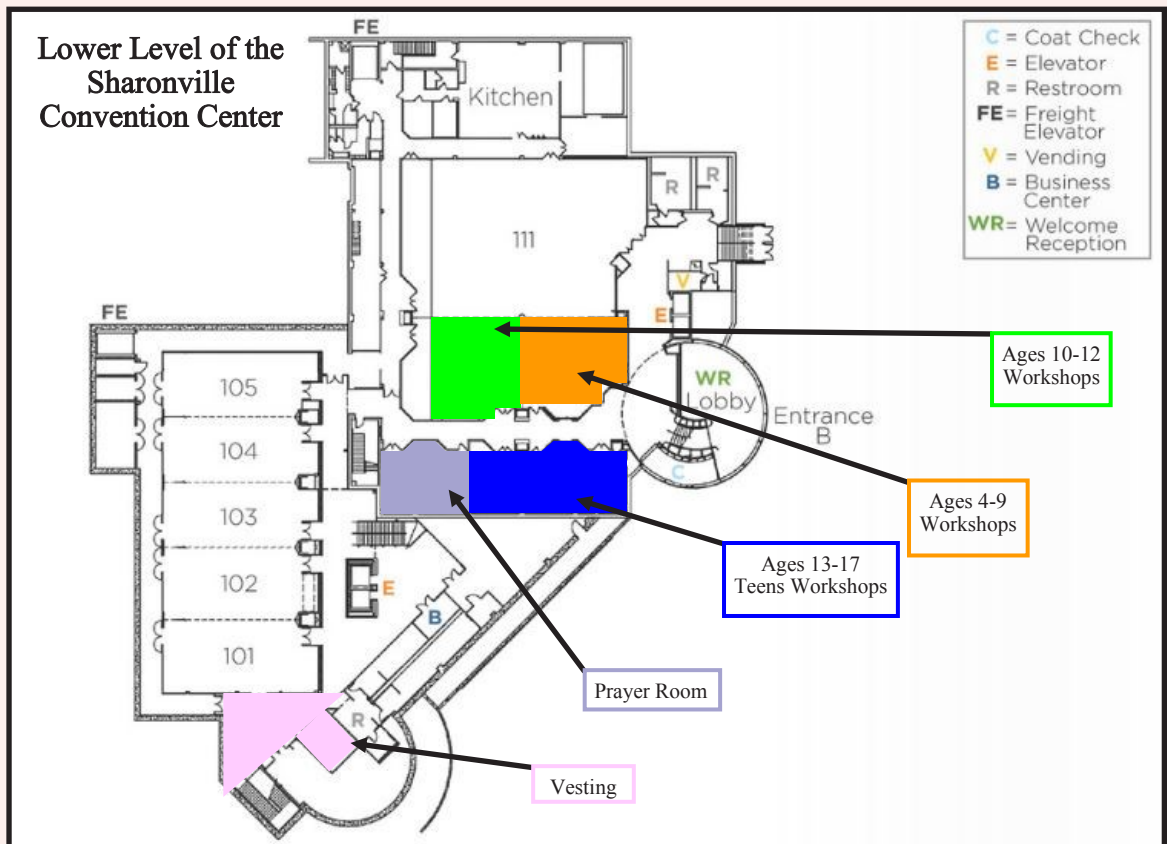 Lower Level of the
Sharonville
Convention Center
FE
Kitchen
C = Coat Check
E = Elevator
R = Restroom
FE = Freight
Elevator
V = Vending
B = Business
Center
WR= Welcome
Reception
R
R
111
V
E
FE
Ages 10-12
Workshops
WR
Lobby
Entrance
B
C
105
104
103
102
101
Ages 4-9
Workshops
Ages 13-17
Teens Workshops
E
B
Prayer Room
R
Vesting